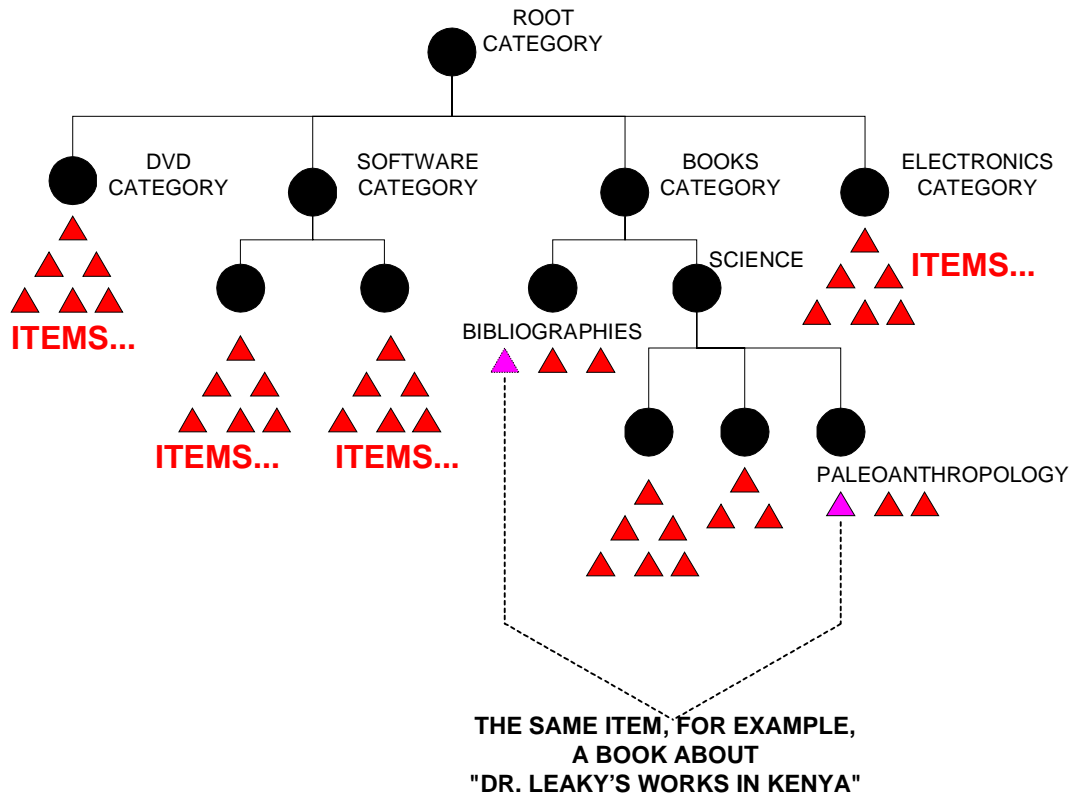 ROOT
CATEGORY
DVD
CATEGORY
SOFTWARE
CATEGORY
BOOKS
CATEGORY
ELECTRONICS
CATEGORY
SCIENCE
ITEMS...
ITEMS...
BIBLIOGRAPHIES
ITEMS...
ITEMS...
PALEOANTHROPOLOGY
THE SAME ITEM, FOR EXAMPLE,
A BOOK ABOUT
"DR. LEAKY'S WORKS IN KENYA"